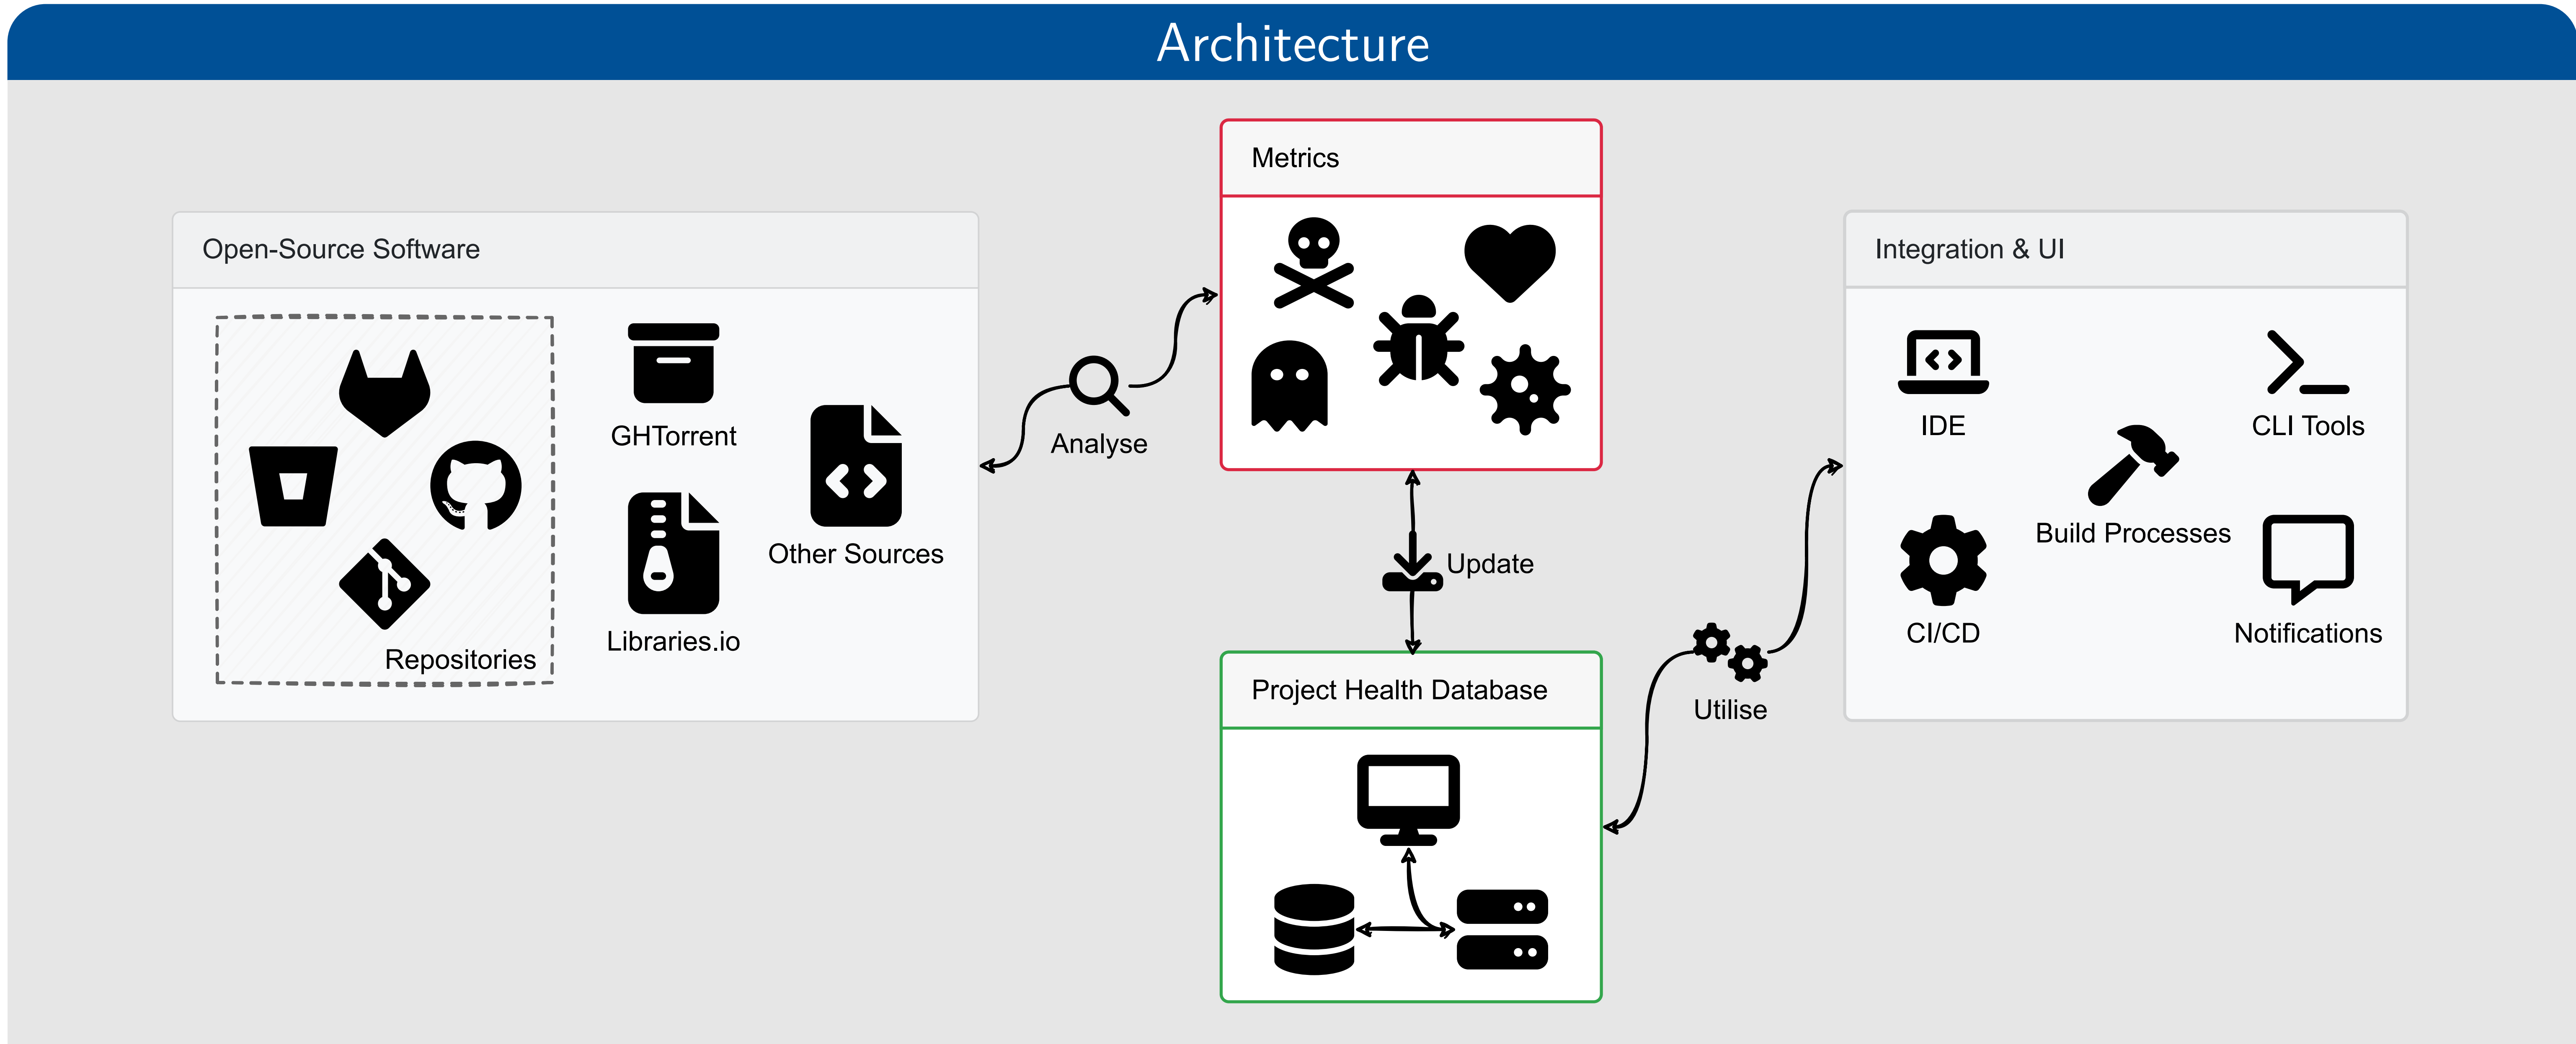 Architecture
Open-Source Software
Repositories
GHTorrent
Libraries.io
Other Sources
Analyse
Metrics
Update
Project Health Database
Utilise
Integration & UI
IDE
CLI Tools
Build Processes
CI/CD
Notifications